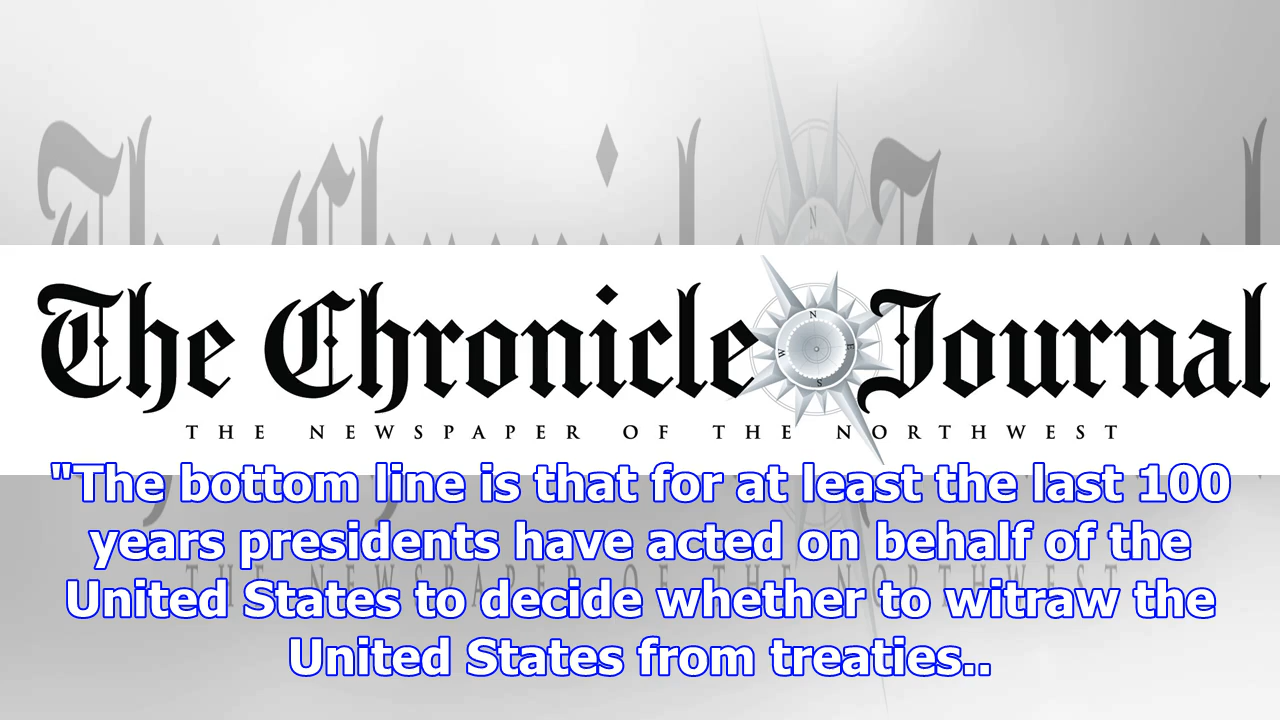 The Chronicle Journal
THE NEWSPAPER OF THE NORTHWEST
"The bottom line is that for at least the last 100
years presidents have acted on behalf of the
United States to decide whether to witraw the
United States from treaties..